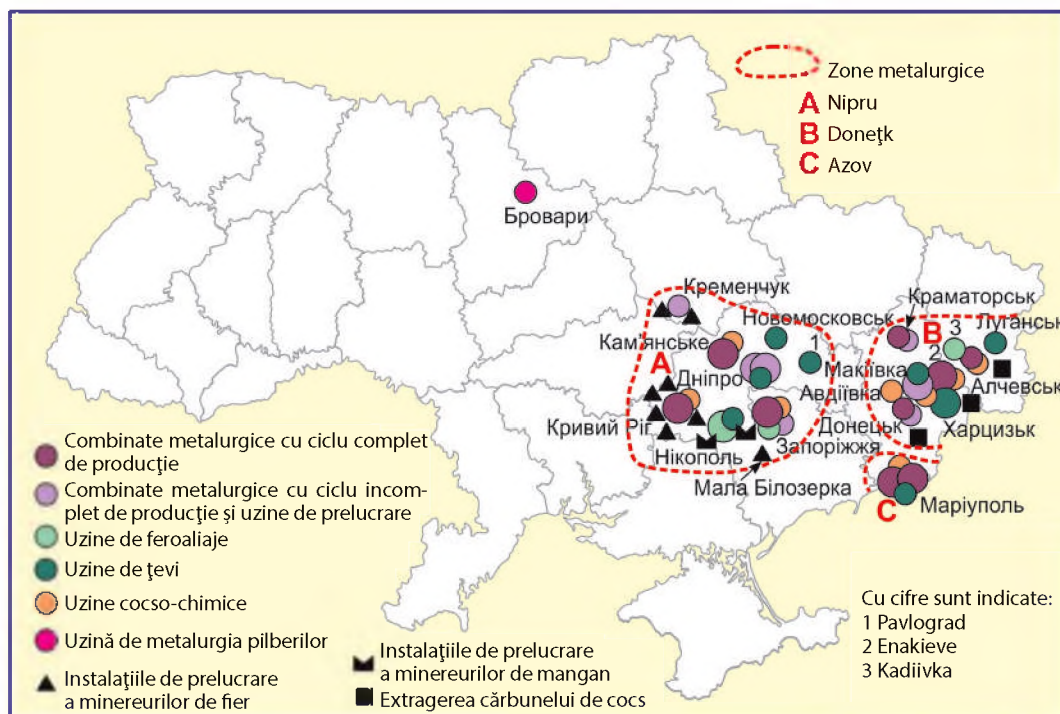 Zone metalurgice
A Nipru
B Donețk
C Azov
Бровари
Кременчук
Краматорськ
Новомосковськ
B
3
Луганськ
Кам'янське
1
A
2
Макіївка
Дніпро
Авдіївка
Алчевськ
Кривий Ріг
Донецьк
Харцизьк
Нікополь
Запоріжжя
Мала Білозерка
C
Маріуполь
Combinate metalurgice cu ciclu complet
de producție
Combinate metalurgice cu ciclu incom-
plet de producție și uzine de prelucrare
Uzine de feroaliaje
Uzine de țevi
Uzine cocso-chimice
Uzină de metalurgia pilberilor
Instalațiile de prelucrare
a minereurilor de fier
Instalațiile de prelucrare
a minereurilor de mangan
Extragerea cărbunelui de cocs
Cu cifre sunt indicate:
1 Pavlograd
2 Enakieve
3 Kadiivka